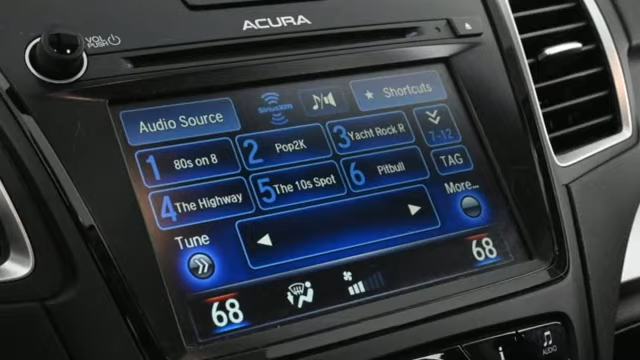 ACURA
VOL
PUSH
SiriusXM
Shortcuts
Audio Source
1 80s on 8
2 Pop2K
3 Yacht Rock R
7-12
4 The Highway
5 The 10s Spot
6 Pitbull
TAG
Tune
More...
68
68
i
AUDIO